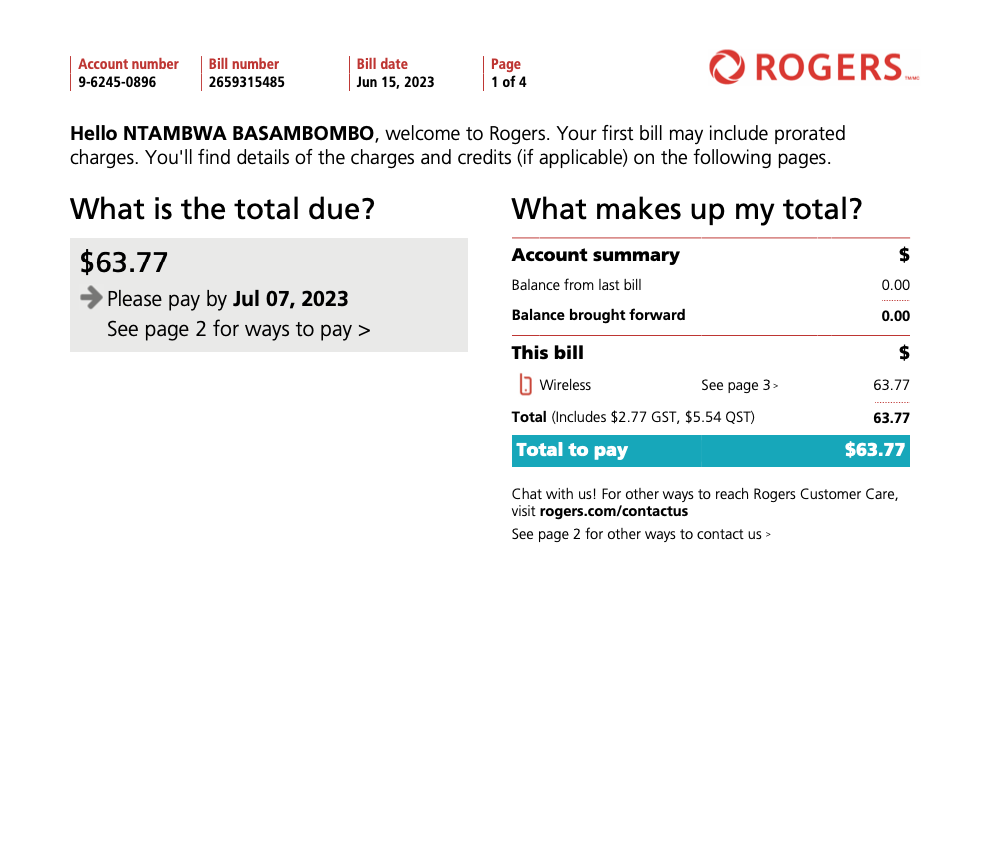 Account number
9-6245-0896
Bill number
2659315485
Bill date
Jun 15, 2023
Page
1 of 4
ROGERS™/MC
Hello NTAMBWA BASAMBOMBO, welcome to Rogers. Your first bill may include prorated
charges. You'll find details of the charges and credits (if applicable) on the following pages.
What is the total due?
$63.77
Please pay by Jul 07, 2023
See page 2 for ways to pay >
What makes up my total?
Account summary $
Balance from last bill 0.00
Balance brought forward 0.00
This bill $
Wireless See page 3 > 63.77
Total (Includes $2.77 GST, $5.54 QST) 63.77
Total to pay $63.77
Chat with us! For other ways to reach Rogers Customer Care,
visit rogers.com/contactus
See page 2 for other ways to contact us >